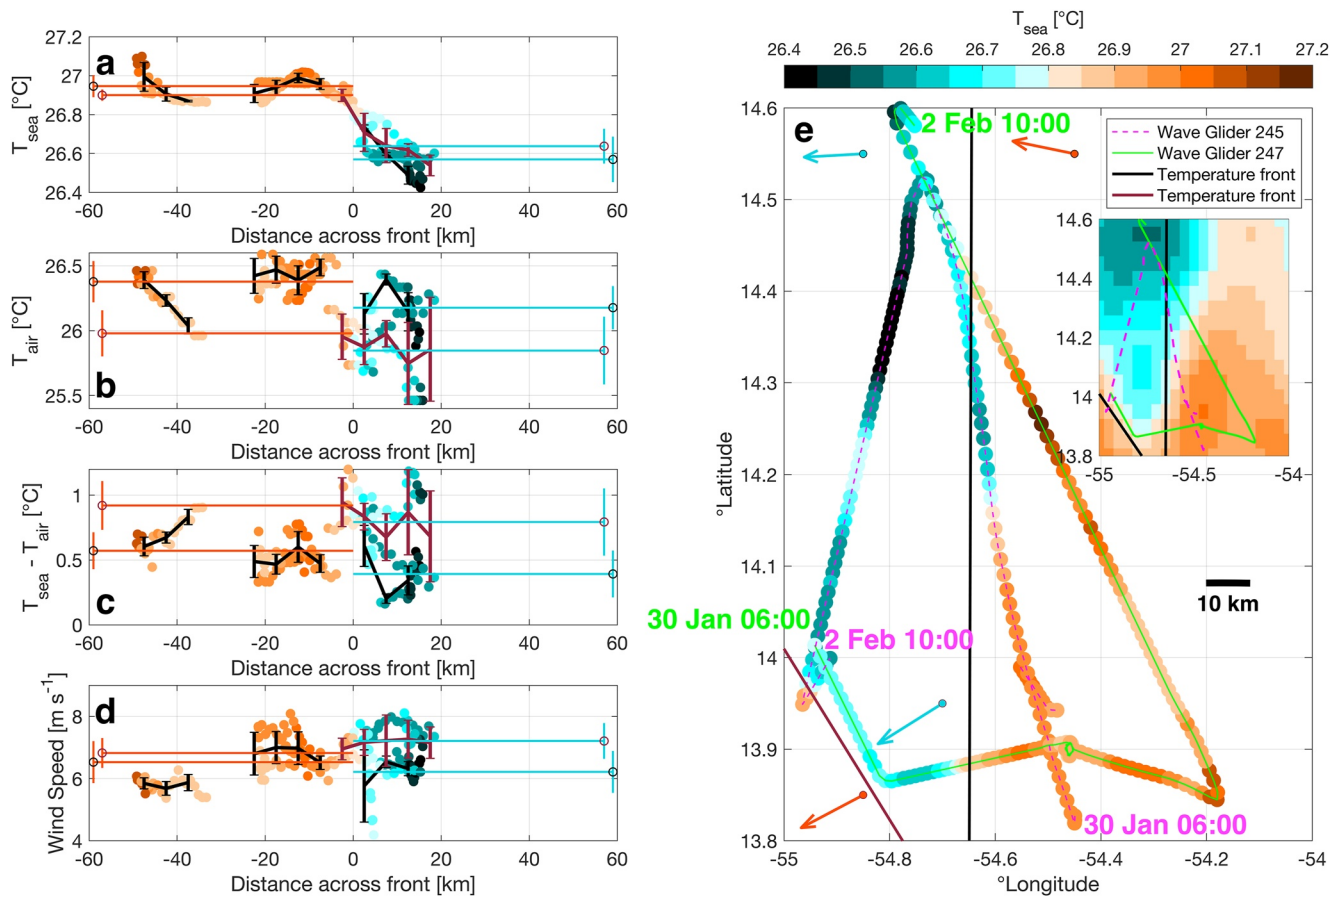 a
27.2
27
26.8
26.6
26.4
T_sea [°C]
-60 -40 -20 0 20 40 60
Distance across front [km]
b
26.5
26
25.5
T_air [°C]
-60 -40 -20 0 20 40 60
Distance across front [km]
c
1
0.5
0
T_sea - T_air [°C]
-60 -40 -20 0 20 40 60
Distance across front [km]
d
8
6
4
Wind Speed [m s⁻¹]
-60 -40 -20 0 20 40 60
Distance across front [km]
T_sea [°C]
26.4 26.5 26.6 26.7 26.8 26.9 27 27.1 27.2
e
2 Feb 10:00
Wave Glider 245
Wave Glider 247
Temperature front
Temperature front
14.6
14.5
14.4
14.3
14.2
14.1
14
13.9
13.8
°Latitude
14.6
14.4
14.2
14
13.8
-55 -54.5 -54
10 km
30 Jan 06:00
2 Feb 10:00
30 Jan 06:00
-55 -54.8 -54.6 -54.4 -54.2 -54
°Longitude